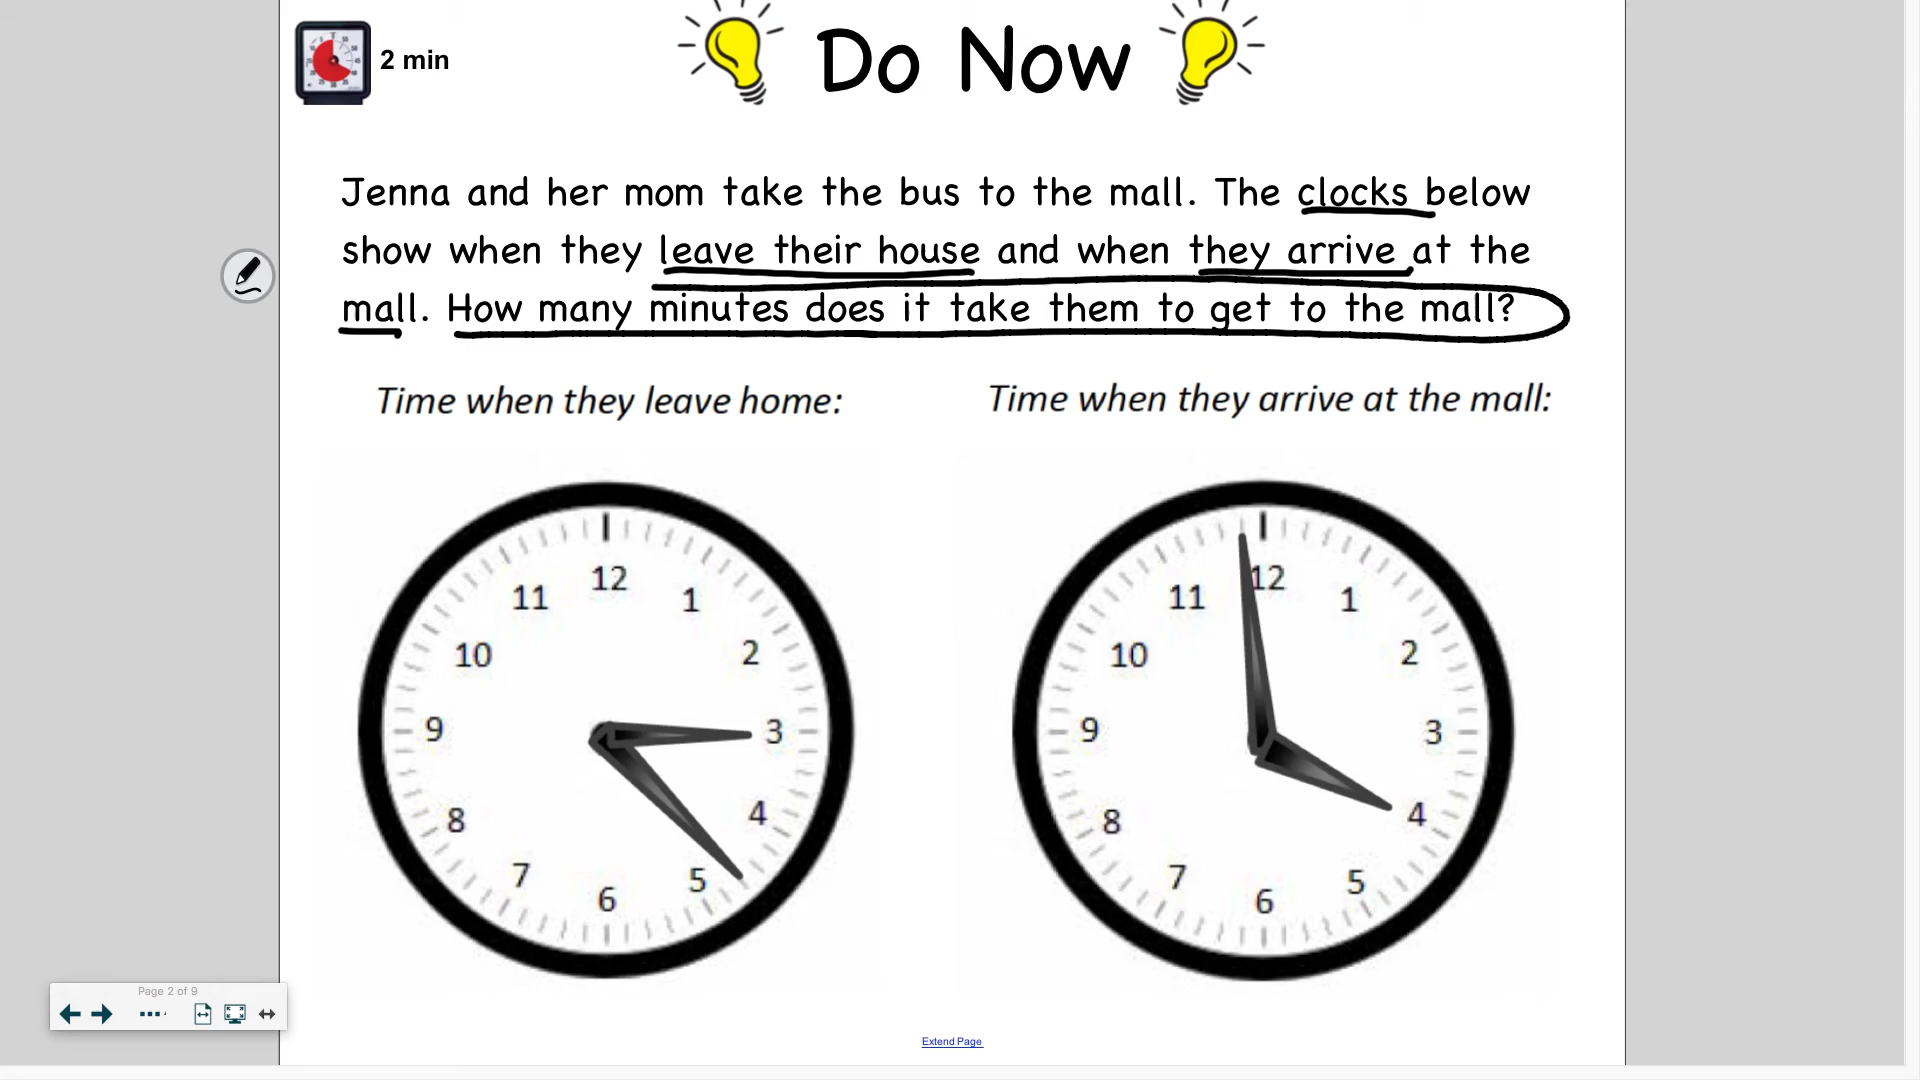 2 min
Do Now
Jenna and her mom take the bus to the mall. The clocks below
show when they leave their house and when they arrive at the
mall. How many minutes does it take them to get to the mall?
Time when they leave home:
Time when they arrive at the mall:
12
11
1
10
2
9
3
8
4
7
5
6
12
11
1
10
2
9
3
8
4
7
5
6
Page 2 of 9
Extend Page